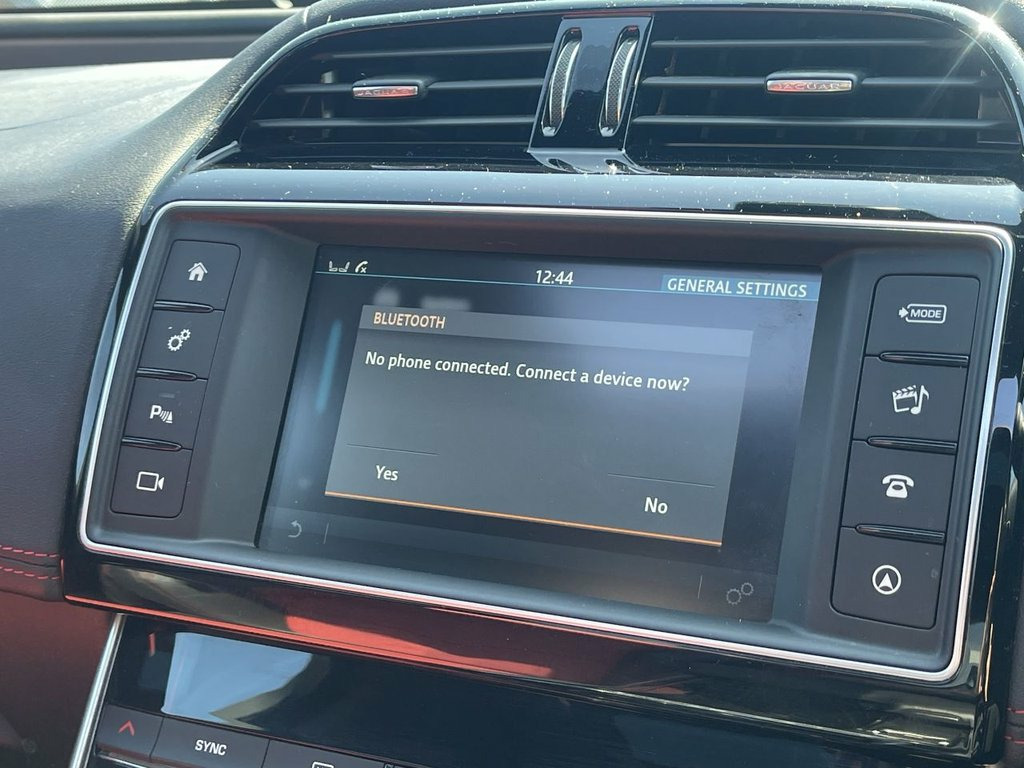 JAGUAR
JAGUAR
12:44
GENERAL SETTINGS
BLUETOOTH
No phone connected. Connect a device now?
Yes
No
P
MODE
SYNC